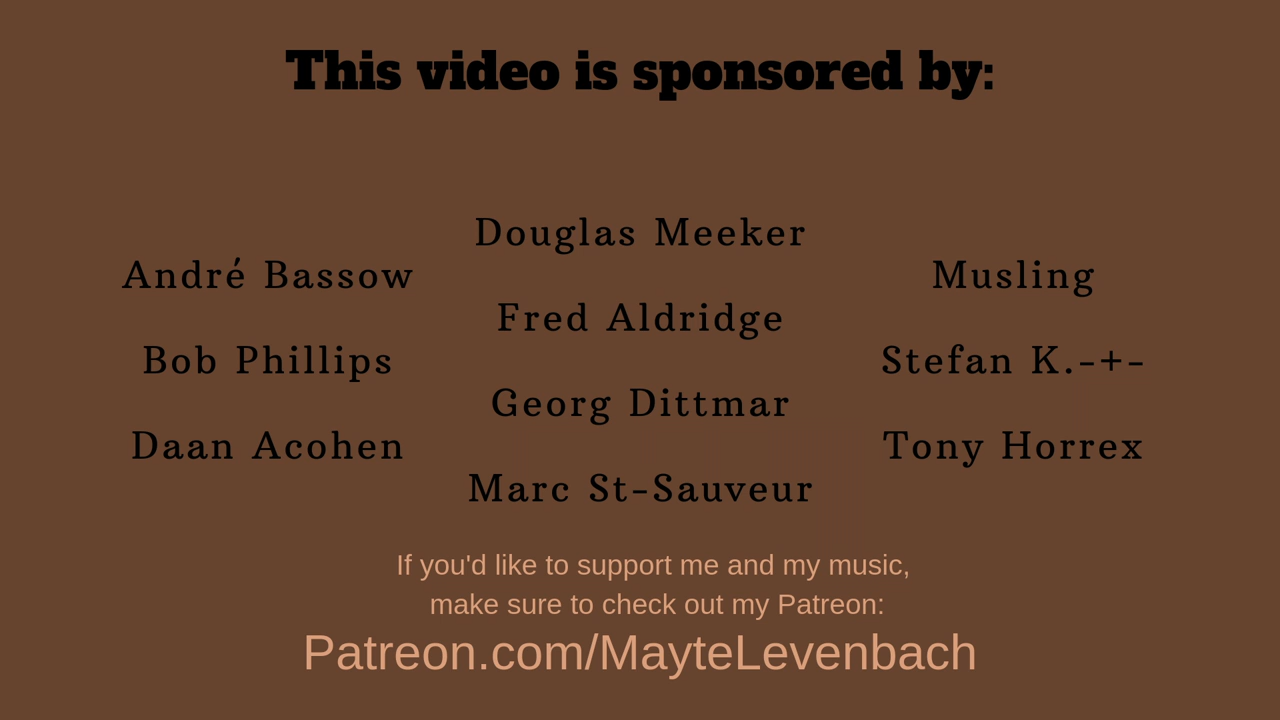 This video is sponsored by:
Douglas Meeker
André Bassow
Musling
Fred Aldridge
Bob Phillips
Stefan K.-+-
Georg Dittmar
Daan Acohen
Tony Horrex
Marc St-Sauveur
If you'd like to support me and my music,
make sure to check out my Patreon:
Patreon.com/MayteLevenbach